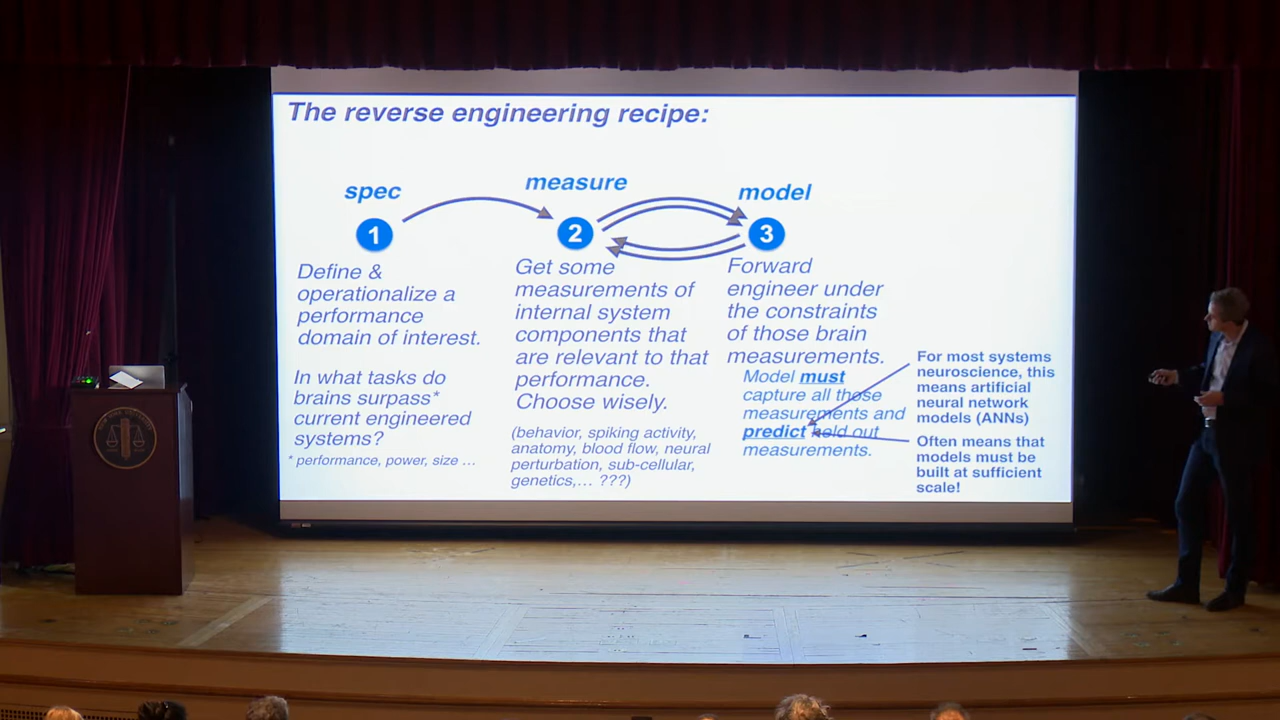 The reverse engineering recipe:
spec
1
Define &
operationalize a
performance
domain of interest.
In what tasks do
brains surpass*
current engineered
systems?
* performance, power, size ...
measure
2
Get some
measurements of
internal system
components that
are relevant to that
performance.
Choose wisely.
(behavior, spiking activity,
anatomy, blood flow, neural
perturbation, sub-cellular,
genetics,... ???)
model
3
Forward
engineer under
the constraints
of those brain
measurements.
Model must
capture all those
measurements and
predict held out
measurements.
For most systems
neuroscience, this
means artificial
neural network
models (ANNs)
Often means that
models must be
built at sufficient
scale!